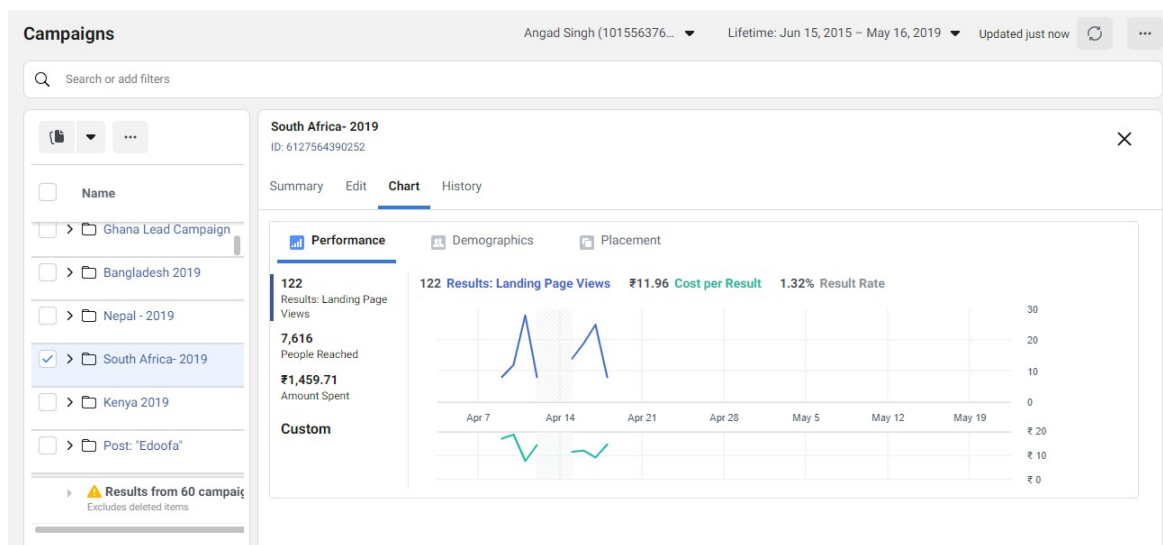 Campaigns
Angad Singh (101556376...
Lifetime: Jun 15, 2015 – May 16, 2019
Updated just now
Search or add filters
Name
Ghana Lead Campaign
Bangladesh 2019
Nepal - 2019
South Africa- 2019
Kenya 2019
Post: "Edoofa"
Results from 60 campaig
Excludes deleted items
South Africa- 2019
ID: 6127564390252
Summary Edit Chart History
Performance Demographics Placement
122
Results: Landing Page
Views
7,616
People Reached
₹1,459.71
Amount Spent
Custom
122 Results: Landing Page Views ₹11.96 Cost per Result 1.32% Result Rate
30
20
10
0
Apr 7 Apr 14 Apr 21 Apr 28 May 5 May 12 May 19
₹ 20
₹ 10
₹ 0